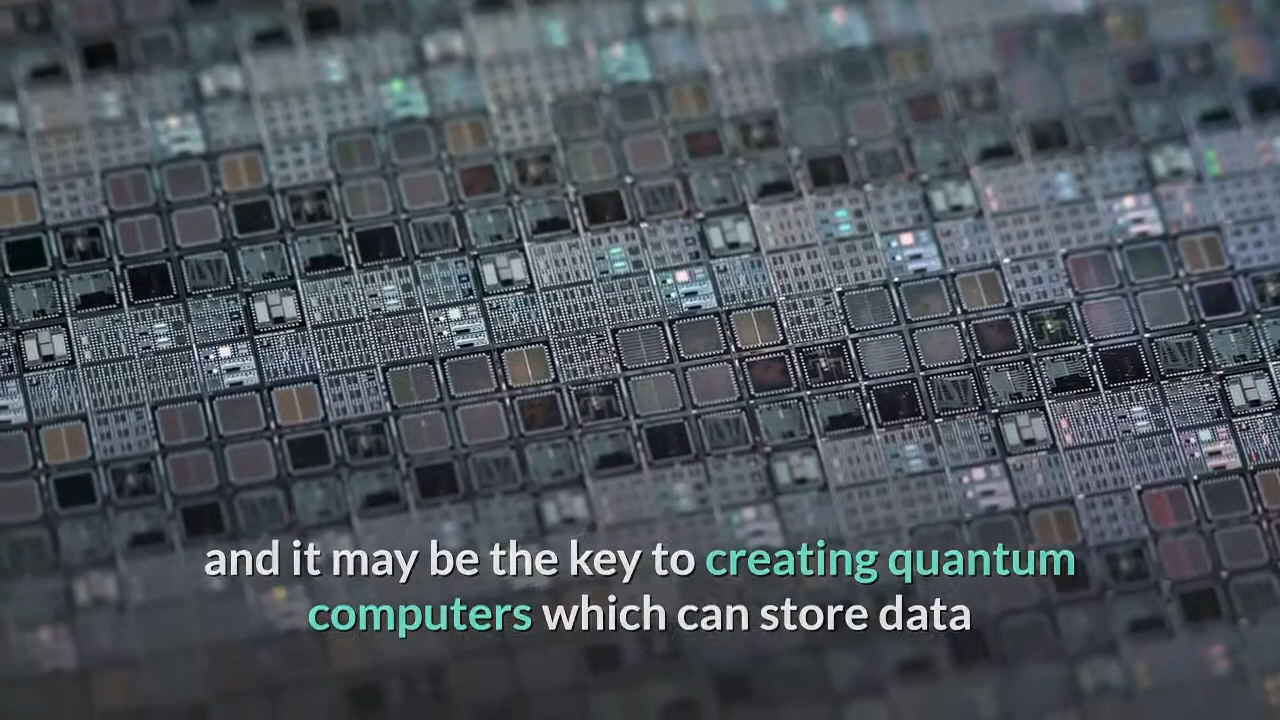 and it may be the key to creating quantum
computers which can store data